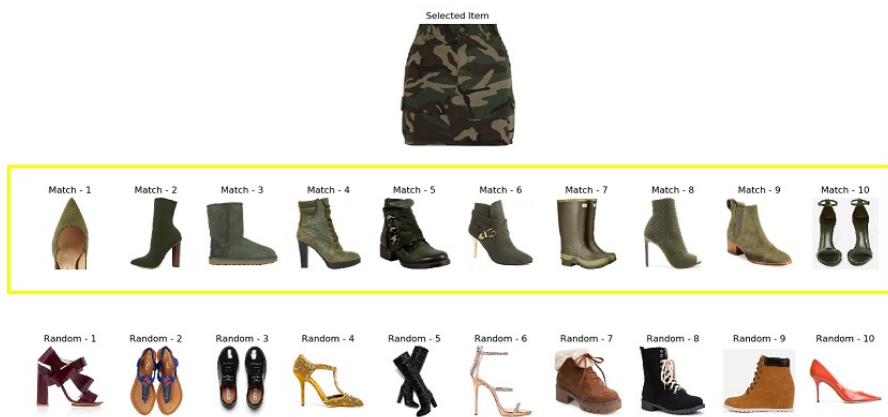 Selected Item
Match - 1 Match - 2 Match - 3 Match - 4 Match - 5 Match - 6 Match - 7 Match - 8 Match - 9 Match - 10
Random - 1 Random - 2 Random - 3 Random - 4 Random - 5 Random - 6 Random - 7 Random - 8 Random - 9 Random - 10